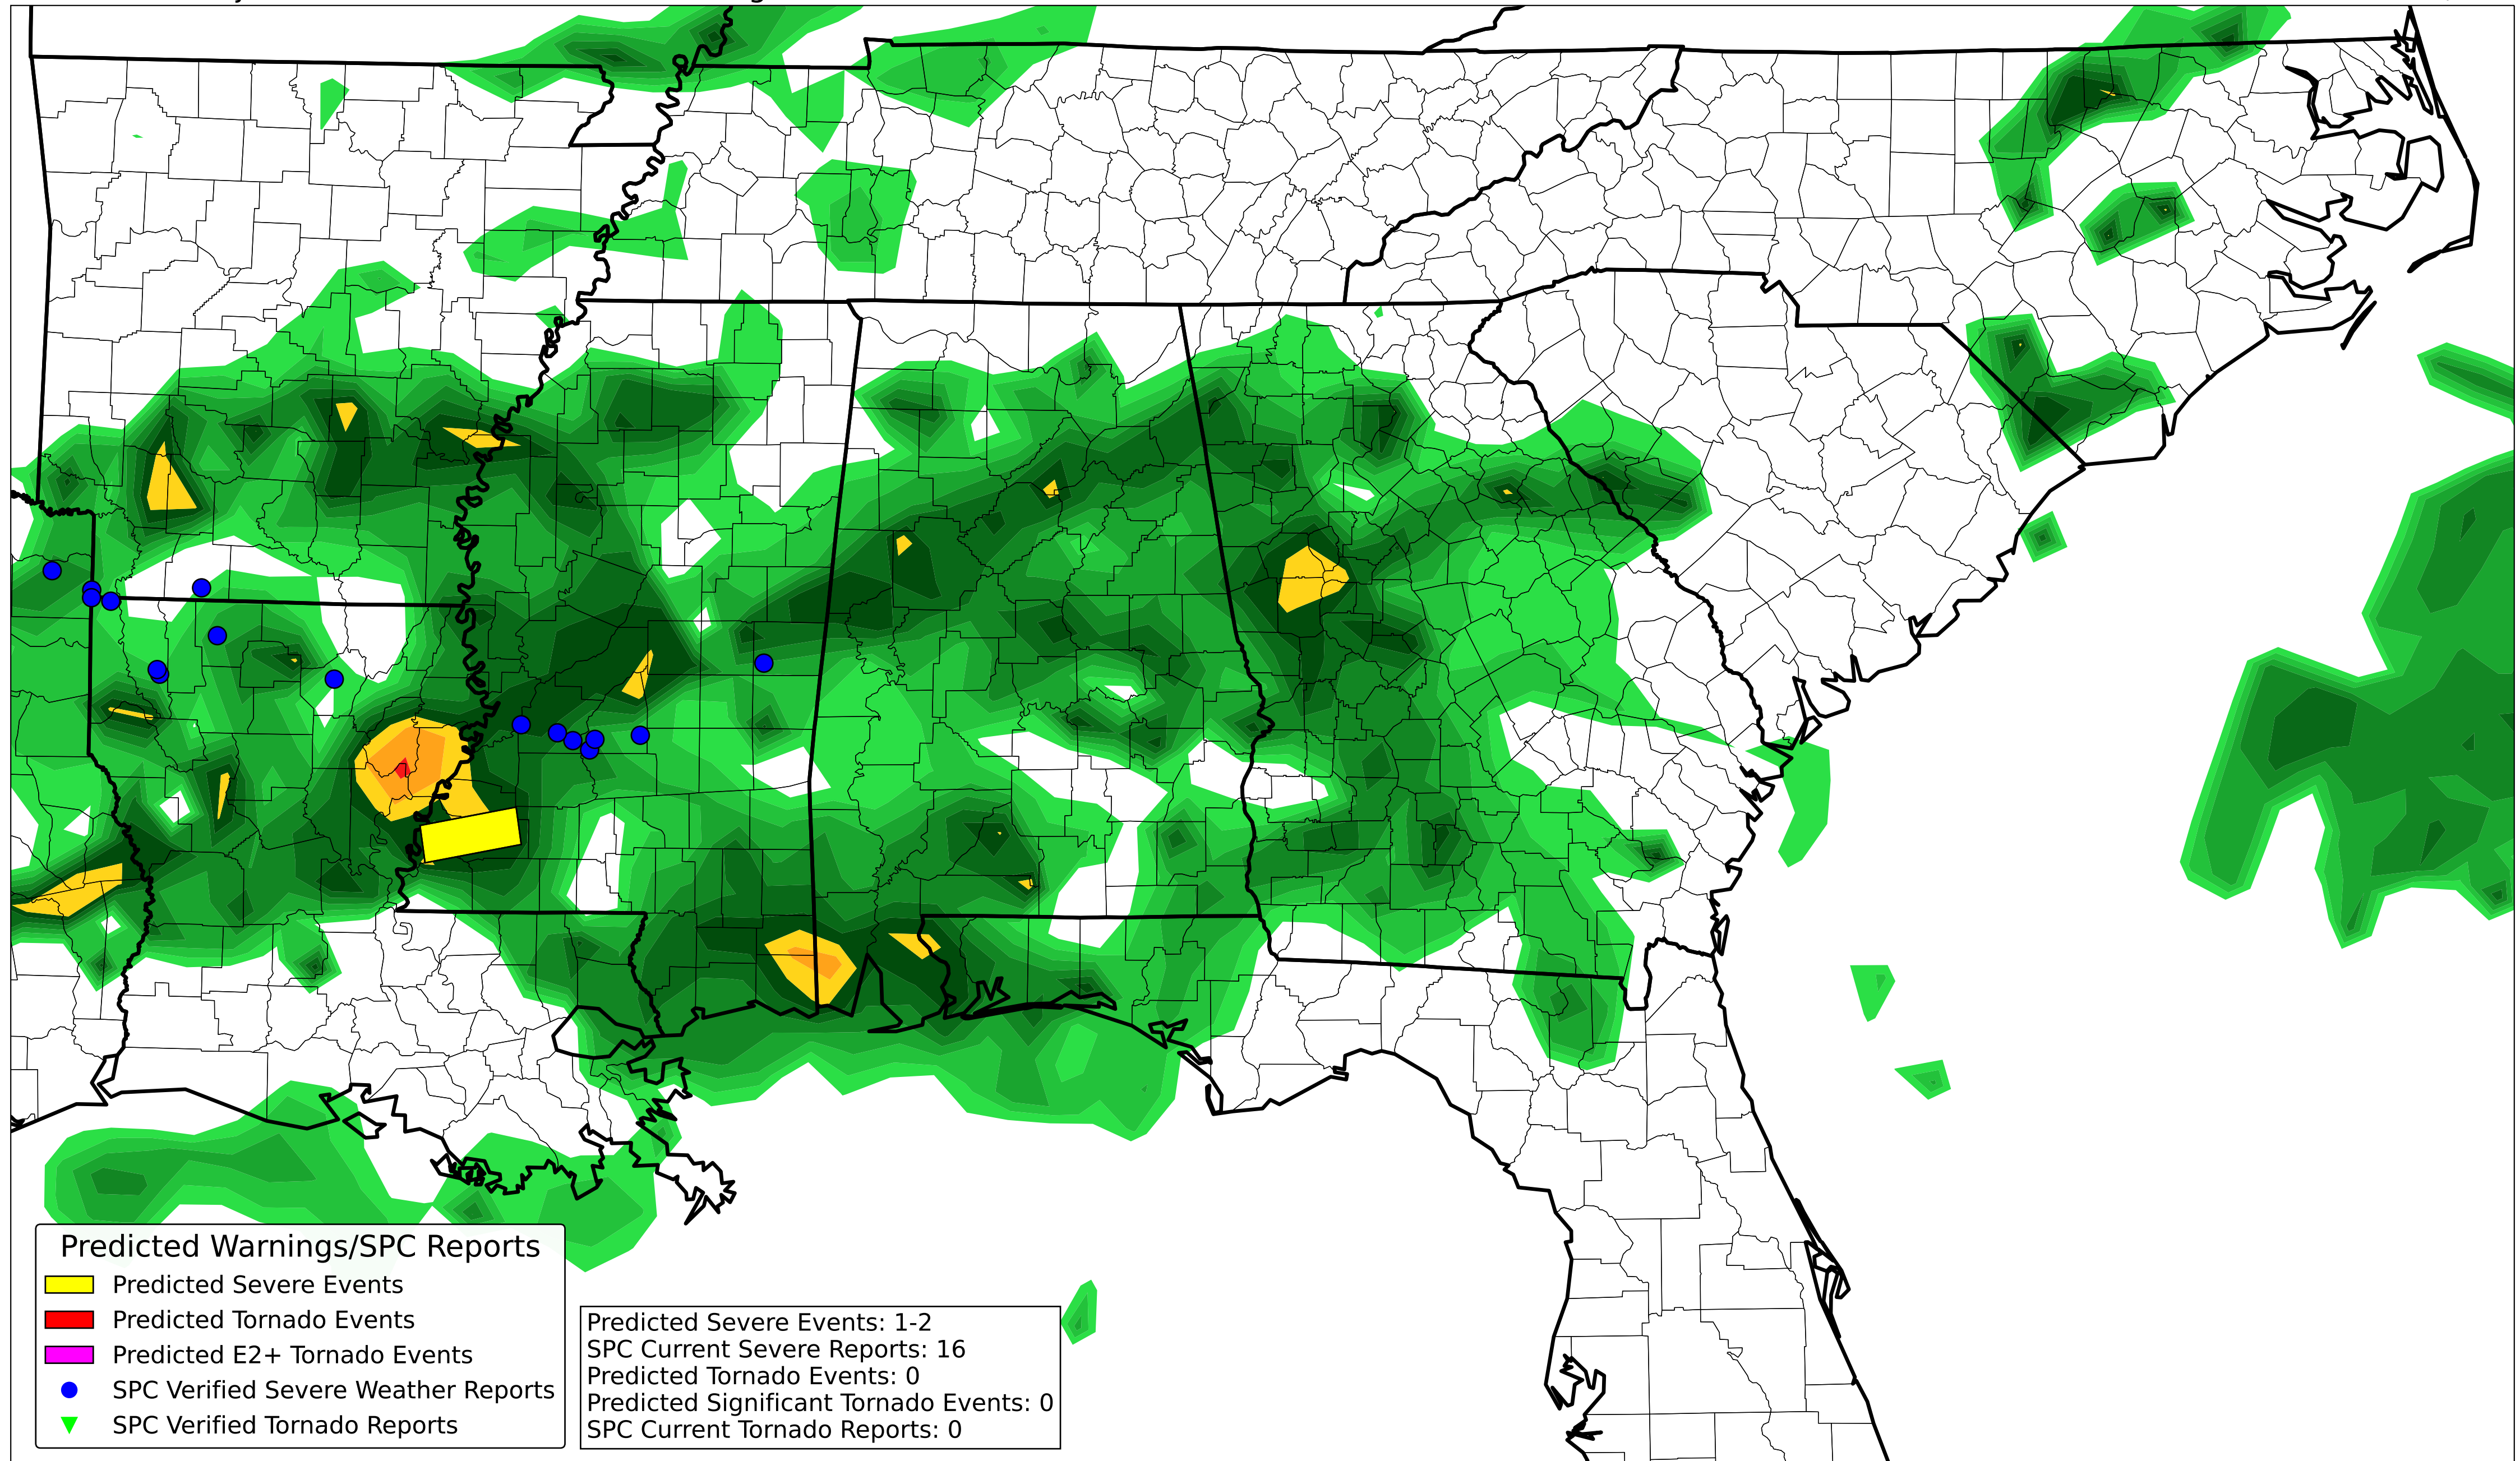 Predicted Warnings/SPC Reports
Predicted Severe Events
Predicted Tornado Events
Predicted E2+ Tornado Events
SPC Verified Severe Weather Reports
SPC Verified Tornado Reports
Predicted Severe Events: 1-2
SPC Current Severe Reports: 16
Predicted Tornado Events: 0
Predicted Significant Tornado Events: 0
SPC Current Tornado Reports: 0